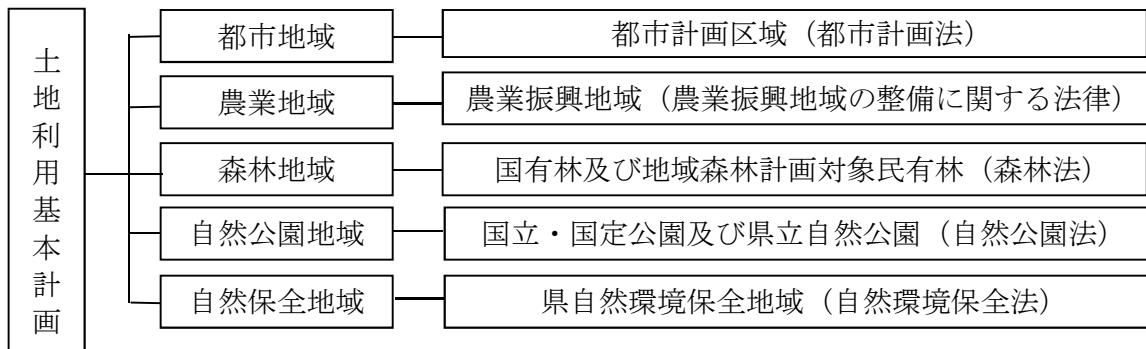 土地利用基本計画
都市地域
都市計画区域（都市計画法）
農業地域
農業振興地域（農業振興地域の整備に関する法律）
森林地域
国有林及び地域森林計画対象民有林（森林法）
自然公園地域
国立・国定公園及び県立自然公園（自然公園法）
自然保全地域
県自然環境保全地域（自然環境保全法）